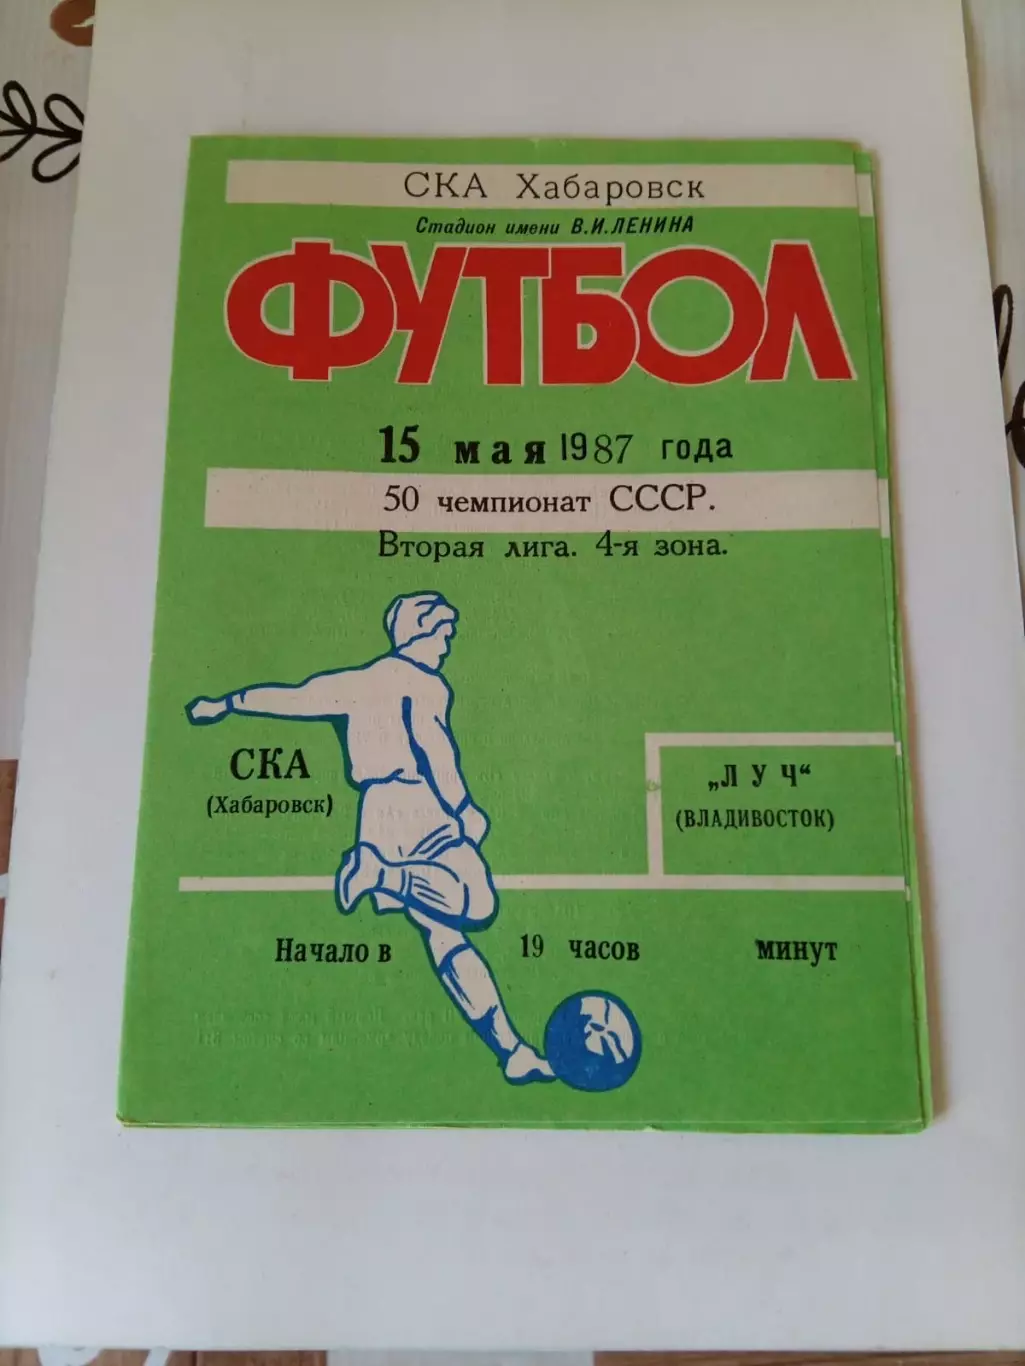 СКА Хабаровск
Стадион имени В.И.ЛЕНИНА
ФУТБОЛ
15 мая 1987 года
50 чемпионат СССР.
Вторая лига. 4-я зона.
СКА
(Хабаровск)
„ЛУЧ“
(ВЛАДИВОСТОК)
Начало в 19 часов минут